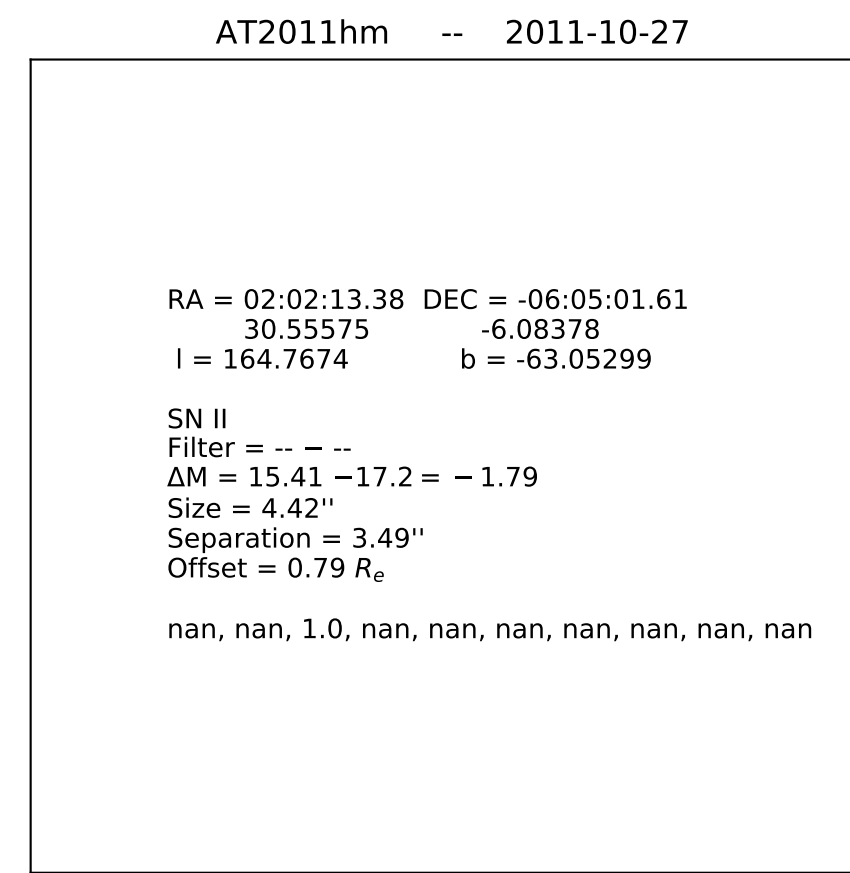 AT2011hm -- 2011-10-27
RA = 02:02:13.38 DEC = -06:05:01.61
30.55575 -6.08378
l = 164.7674 b = -63.05299
SN II
Filter = -- − --
ΔM = 15.41 −17.2 = − 1.79
Size = 4.42''
Separation = 3.49''
Offset = 0.79 Re
nan, nan, 1.0, nan, nan, nan, nan, nan, nan, nan